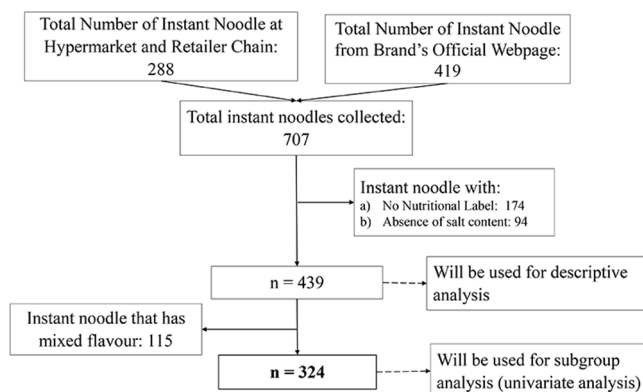 Total Number of Instant Noodle at
Hypermarket and Retailer Chain:
288
Total Number of Instant Noodle
from Brand's Official Webpage:
419
Total instant noodles collected:
707
Instant noodle with:
a) No Nutritional Label: 174
b) Absence of salt content: 94
n = 439
Will be used for descriptive
analysis
Instant noodle that has
mixed flavour: 115
n = 324
Will be used for subgroup
analysis (univariate analysis)